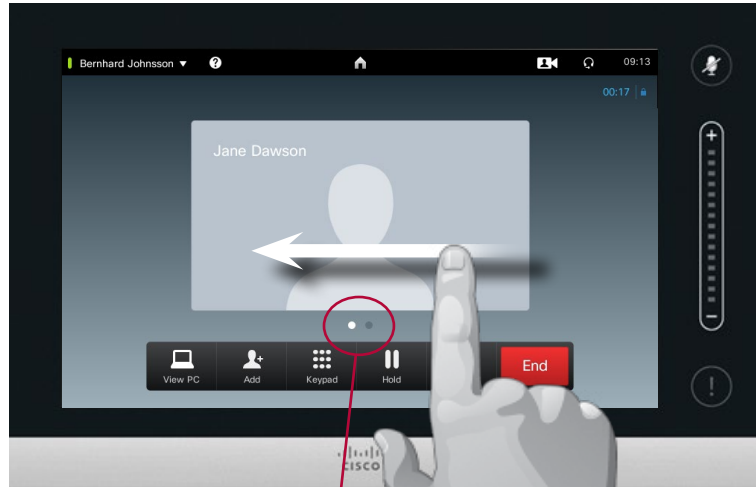 Bernhard Johnsson ? 09:13
00:17
Jane Dawson
View PC Add Keypad Hold End
+
−
!
CISCO